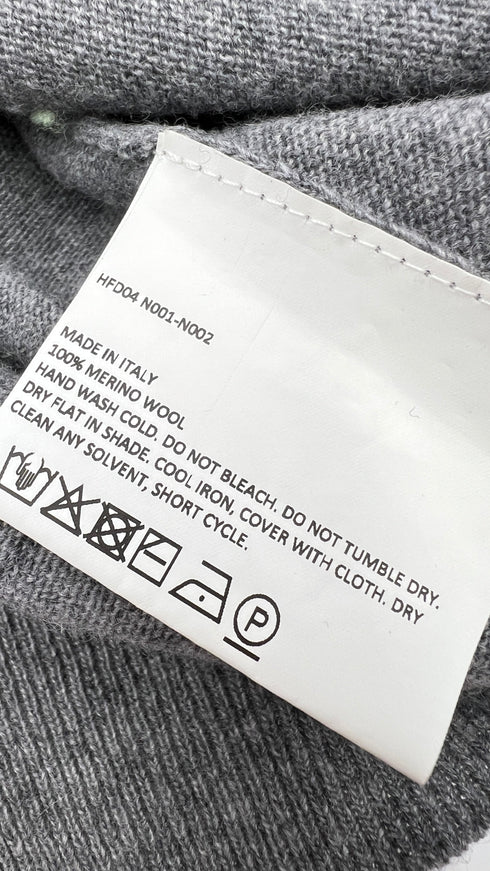 HFD04 N001-N002
MADE IN ITALY
100% MERINO WOOL
HAND WASH COLD. DO NOT BLEACH. DO NOT TUMBLE DRY.
DRY FLAT IN SHADE. COOL IRON, COVER WITH CLOTH. DRY
CLEAN ANY SOLVENT, SHORT CYCLE.
P